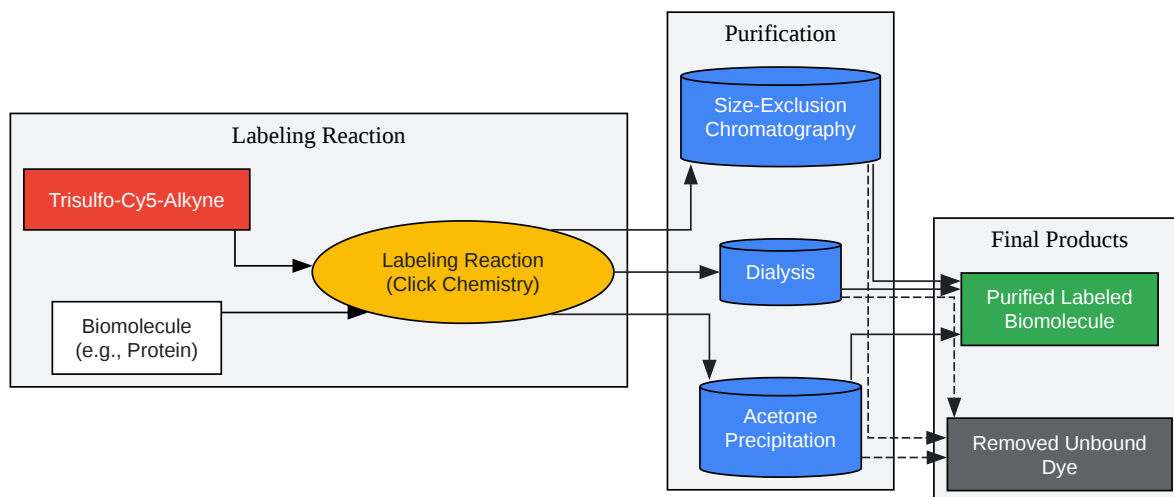 Labeling Reaction
Trisulfo-Cy5-Alkyne
Biomolecule
(e.g., Protein)
Labeling Reaction
(Click Chemistry)
Purification
Size-Exclusion
Chromatography
Dialysis
Acetone
Precipitation
Final Products
Purified Labeled
Biomolecule
Removed Unbound
Dye